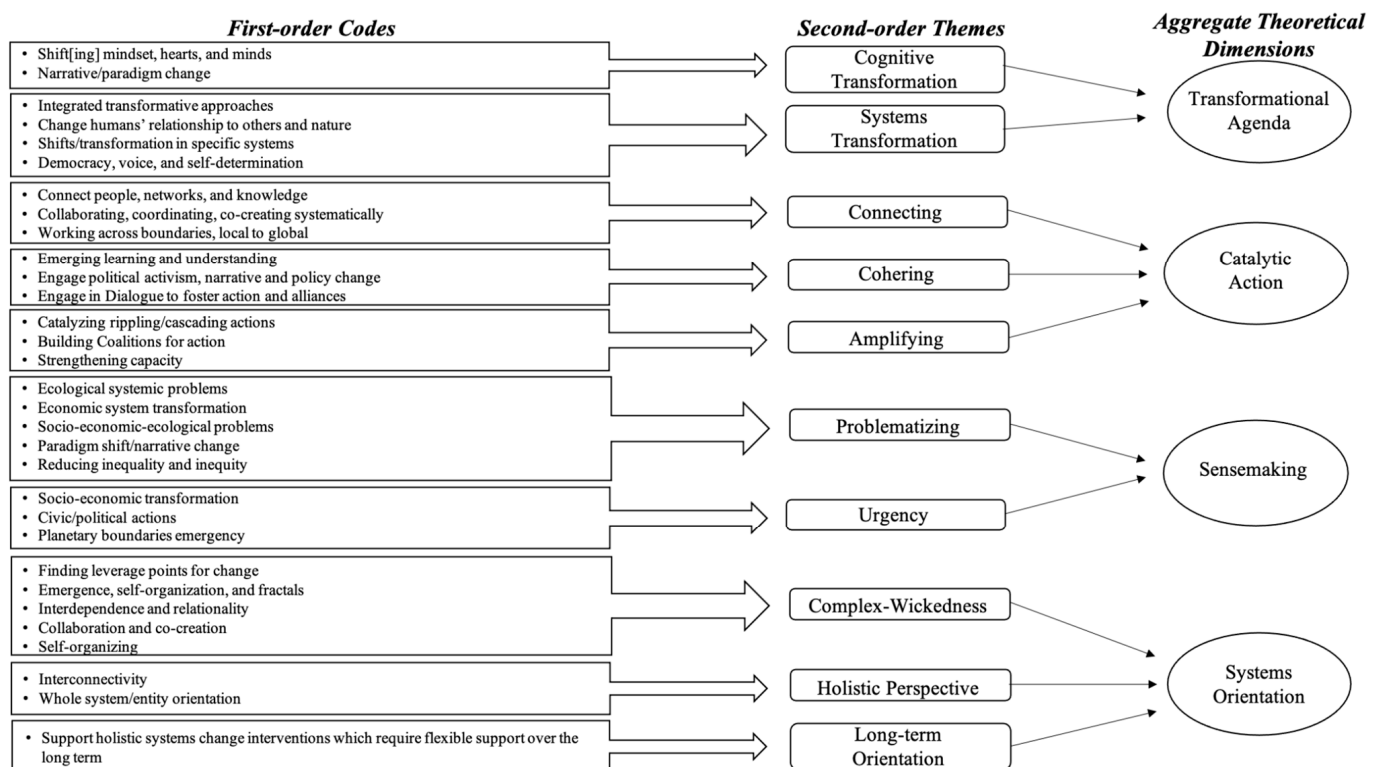 First-order Codes
Second-order Themes
Aggregate Theoretical
Dimensions
• Shift[ing] mindset, hearts, and minds
• Narrative/paradigm change
Cognitive
Transformation
• Integrated transformative approaches
• Change humans' relationship to others and nature
• Shifts/transformation in specific systems
• Democracy, voice, and self-determination
Systems
Transformation
Transformational
Agenda
• Connect people, networks, and knowledge
• Collaborating, coordinating, co-creating systematically
• Working across boundaries, local to global
Connecting
• Emerging learning and understanding
• Engage political activism, narrative and policy change
• Engage in Dialogue to foster action and alliances
Cohering
• Catalyzing rippling/cascading actions
• Building Coalitions for action
• Strengthening capacity
Amplifying
Catalytic
Action
• Ecological systemic problems
• Economic system transformation
• Socio-economic-ecological problems
• Paradigm shift/narrative change
• Reducing inequality and inequity
Problematizing
• Socio-economic transformation
• Civic/political actions
• Planetary boundaries emergency
Urgency
Sensemaking
• Finding leverage points for change
• Emergence, self-organization, and fractals
• Interdependence and relationality
• Collaboration and co-creation
• Self-organizing
Complex-Wickedness
• Interconnectivity
• Whole system/entity orientation
Holistic Perspective
• Support holistic systems change interventions which require flexible support over the
long term
Long-term
Orientation
Systems
Orientation